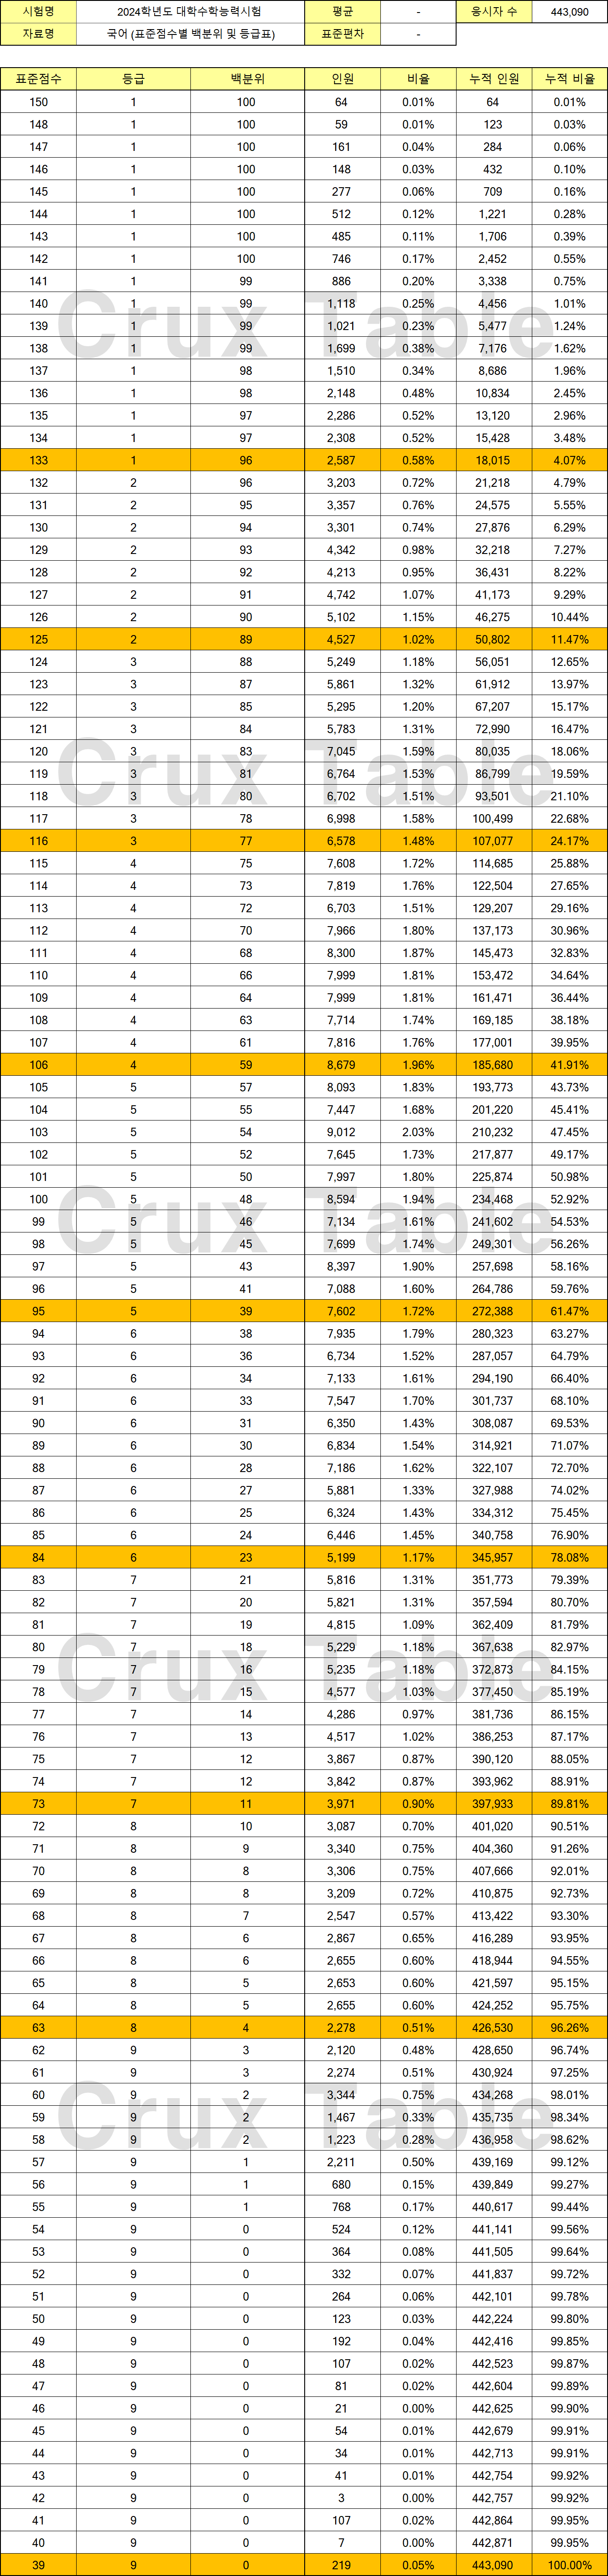 시험명 2024학년도 대학수학능력시험 평균 - 응시자 수 443,090
자료명 국어 (표준점수별 백분위 및 등급표) 표준편차 -
표준점수 등급 백분위 인원 비율 누적 인원 누적 비율
150 1 100 64 0.01% 64 0.01%
148 1 100 59 0.01% 123 0.03%
147 1 100 161 0.04% 284 0.06%
146 1 100 148 0.03% 432 0.10%
145 1 100 277 0.06% 709 0.16%
144 1 100 512 0.12% 1,221 0.28%
143 1 100 485 0.11% 1,706 0.39%
142 1 100 746 0.17% 2,452 0.55%
141 1 99 886 0.20% 3,338 0.75%
140 1 99 1,118 0.25% 4,456 1.01%
139 1 99 1,021 0.23% 5,477 1.24%
138 1 99 1,699 0.38% 7,176 1.62%
137 1 98 1,510 0.34% 8,686 1.96%
136 1 98 2,148 0.48% 10,834 2.45%
135 1 97 2,286 0.52% 13,120 2.96%
134 1 97 2,308 0.52% 15,428 3.48%
133 1 96 2,587 0.58% 18,015 4.07%
132 2 96 3,203 0.72% 21,218 4.79%
131 2 95 3,357 0.76% 24,575 5.55%
130 2 94 3,301 0.74% 27,876 6.29%
129 2 93 4,342 0.98% 32,218 7.27%
128 2 92 4,213 0.95% 36,431 8.22%
127 2 91 4,742 1.07% 41,173 9.29%
126 2 90 5,102 1.15% 46,275 10.44%
125 2 89 4,527 1.02% 50,802 11.47%
124 3 88 5,249 1.18% 56,051 12.65%
123 3 87 5,861 1.32% 61,912 13.97%
122 3 85 5,295 1.20% 67,207 15.17%
121 3 84 5,783 1.31% 72,990 16.47%
120 3 83 7,045 1.59% 80,035 18.06%
119 3 81 6,764 1.53% 86,799 19.59%
118 3 80 6,702 1.51% 93,501 21.10%
117 3 78 6,998 1.58% 100,499 22.68%
116 3 77 6,578 1.48% 107,077 24.17%
115 4 75 7,608 1.72% 114,685 25.88%
114 4 73 7,819 1.76% 122,504 27.65%
113 4 72 6,703 1.51% 129,207 29.16%
112 4 70 7,966 1.80% 137,173 30.96%
111 4 68 8,300 1.87% 145,473 32.83%
110 4 66 7,999 1.81% 153,472 34.64%
109 4 64 7,999 1.81% 161,471 36.44%
108 4 63 7,714 1.74% 169,185 38.18%
107 4 61 7,816 1.76% 177,001 39.95%
106 4 59 8,679 1.96% 185,680 41.91%
105 5 57 8,093 1.83% 193,773 43.73%
104 5 55 7,447 1.68% 201,220 45.41%
103 5 54 9,012 2.03% 210,232 47.45%
102 5 52 7,645 1.73% 217,877 49.17%
101 5 50 7,997 1.80% 225,874 50.98%
100 5 48 8,594 1.94% 234,468 52.92%
99 5 46 7,134 1.61% 241,602 54.53%
98 5 45 7,699 1.74% 249,301 56.26%
97 5 43 8,397 1.90% 257,698 58.16%
96 5 41 7,088 1.60% 264,786 59.76%
95 5 39 7,602 1.72% 272,388 61.47%
94 6 38 7,935 1.79% 280,323 63.27%
93 6 36 6,734 1.52% 287,057 64.79%
92 6 34 7,133 1.61% 294,190 66.40%
91 6 33 7,547 1.70% 301,737 68.10%
90 6 31 6,350 1.43% 308,087 69.53%
89 6 30 6,834 1.54% 314,921 71.07%
88 6 28 7,186 1.62% 322,107 72.70%
87 6 27 5,881 1.33% 327,988 74.02%
86 6 25 6,324 1.43% 334,312 75.45%
85 6 24 6,446 1.45% 340,758 76.90%
84 6 23 5,199 1.17% 345,957 78.08%
83 7 21 5,816 1.31% 351,773 79.39%
82 7 20 5,821 1.31% 357,594 80.70%
81 7 19 4,815 1.09% 362,409 81.79%
80 7 18 5,229 1.18% 367,638 82.97%
79 7 16 5,235 1.18% 372,873 84.15%
78 7 15 4,577 1.03% 377,450 85.19%
77 7 14 4,286 0.97% 381,736 86.15%
76 7 13 4,517 1.02% 386,253 87.17%
75 7 12 3,867 0.87% 390,120 88.05%
74 7 12 3,842 0.87% 393,962 88.91%
73 7 11 3,971 0.90% 397,933 89.81%
72 8 10 3,087 0.70% 401,020 90.51%
71 8 9 3,340 0.75% 404,360 91.26%
70 8 8 3,306 0.75% 407,666 92.01%
69 8 8 3,209 0.72% 410,875 92.73%
68 8 7 2,547 0.57% 413,422 93.30%
67 8 6 2,867 0.65% 416,289 93.95%
66 8 6 2,655 0.60% 418,944 94.55%
65 8 5 2,653 0.60% 421,597 95.15%
64 8 5 2,655 0.60% 424,252 95.75%
63 8 4 2,278 0.51% 426,530 96.26%
62 9 3 2,120 0.48% 428,650 96.74%
61 9 3 2,274 0.51% 430,924 97.25%
60 9 2 3,344 0.75% 434,268 98.01%
59 9 2 1,467 0.33% 435,735 98.34%
58 9 2 1,223 0.28% 436,958 98.62%
57 9 1 2,211 0.50% 439,169 99.12%
56 9 1 680 0.15% 439,849 99.27%
55 9 1 768 0.17% 440,617 99.44%
54 9 0 524 0.12% 441,141 99.56%
53 9 0 364 0.08% 441,505 99.64%
52 9 0 332 0.07% 441,837 99.72%
51 9 0 264 0.06% 442,101 99.78%
50 9 0 123 0.03% 442,224 99.80%
49 9 0 192 0.04% 442,416 99.85%
48 9 0 107 0.02% 442,523 99.87%
47 9 0 81 0.02% 442,604 99.89%
46 9 0 21 0.00% 442,625 99.90%
45 9 0 54 0.01% 442,679 99.91%
44 9 0 34 0.01% 442,713 99.91%
43 9 0 41 0.01% 442,754 99.92%
42 9 0 3 0.00% 442,757 99.92%
41 9 0 107 0.02% 442,864 99.95%
40 9 0 7 0.00% 442,871 99.95%
39 9 0 219 0.05% 443,090 100.00%
Crux Table
Crux Table
Crux Table
Crux Table
Crux Table